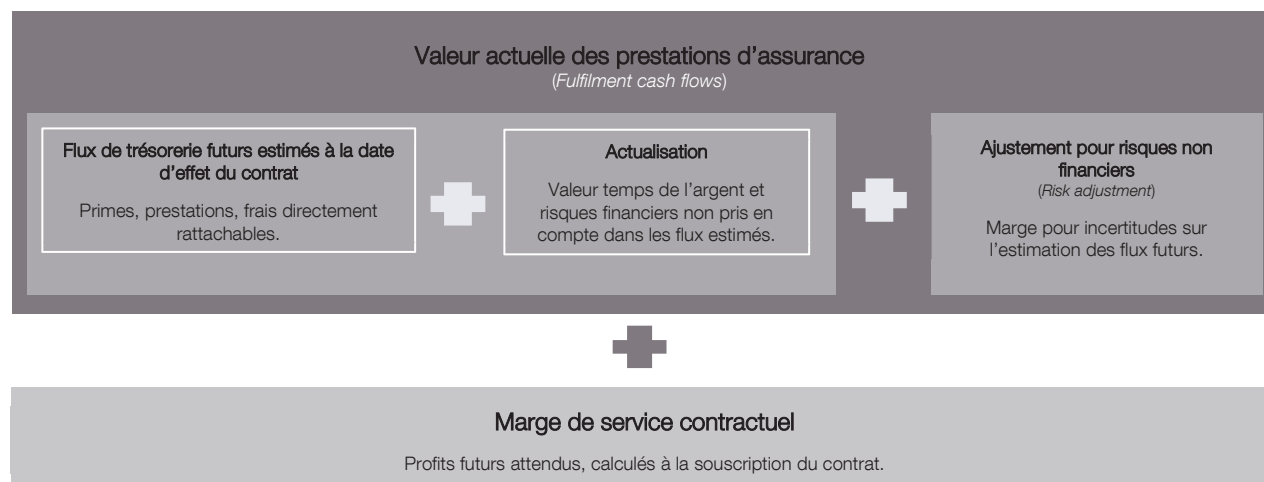 Valeur actuelle des prestations d’assurance
(Fulfilment cash flows)
Flux de trésorerie futurs estimés à la date
d’effet du contrat
Primes, prestations, frais directement
rattachables.
Actualisation
Valeur temps de l’argent et
risques financiers non pris en
compte dans les flux estimés.
Ajustement pour risques non
financiers
(Risk adjustment)
Marge pour incertitudes sur
l’estimation des flux futurs.
Marge de service contractuel
Profits futurs attendus, calculés à la souscription du contrat.